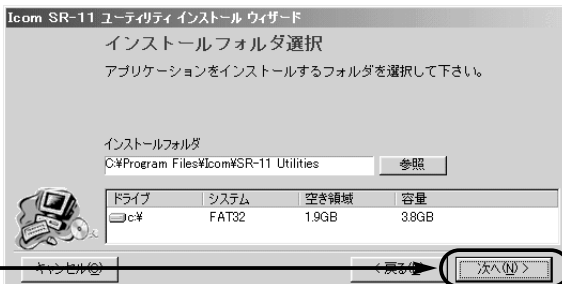 Icom SR-11 ユーティリティ インストール ウィザード
インストールフォルダ選択
アプリケーションをインストールするフォルダを選択して下さい。
インストールフォルダ
C:¥Program Files¥Icom¥SR-11 Utilities 参照
ドライブ システム 空き領域 容量
c:¥ FAT32 1.9GB 3.8GB
キャンセル(C) < 戻る(B) 次へ(N) >